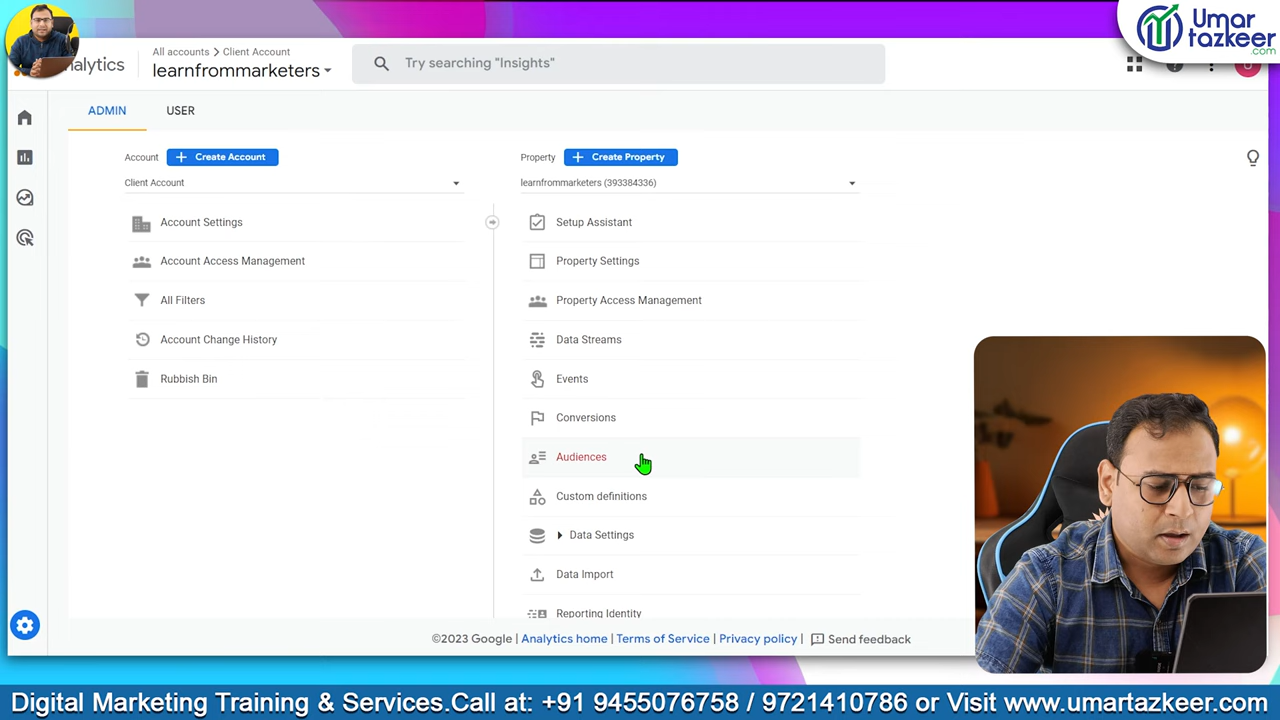 Umar
tazkeer
.com
All accounts > Client Account
nalytics
learnfrommarketers
Try searching "Insights"
ADMIN
USER
Account
+ Create Account
Client Account
Account Settings
Account Access Management
All Filters
Account Change History
Rubbish Bin
Property
+ Create Property
learnfrommarketers (393384336)
Setup Assistant
Property Settings
Property Access Management
Data Streams
Events
Conversions
Audiences
Custom definitions
Data Settings
Data Import
Reporting Identity
©2023 Google | Analytics home | Terms of Service | Privacy policy | Send feedback
Digital Marketing Training & Services.Call at: +91 9455076758 / 9721410786 or Visit www.umartazkeer.com